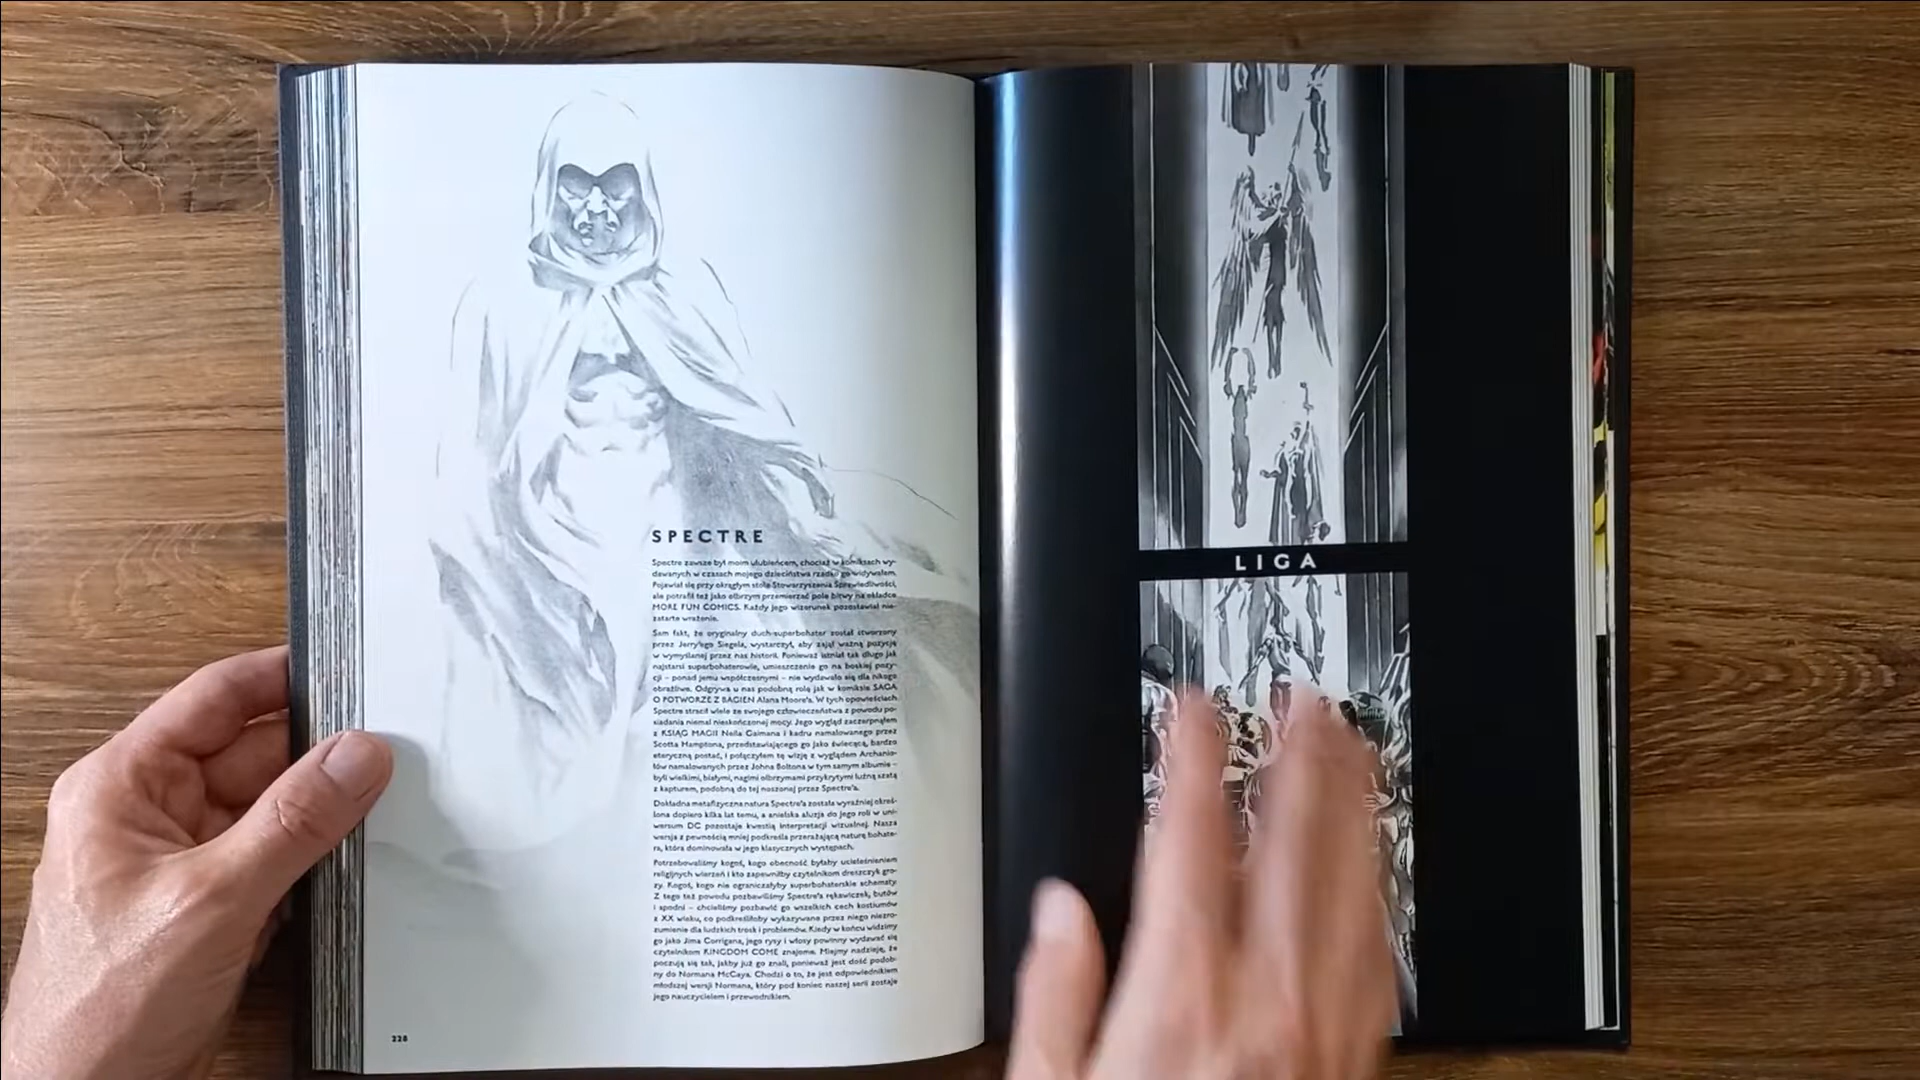 SPECTRE
Spectre zawsze był moim ulubieńcem, chociaż w komiksach wy-
dawanych w czasach mojego dzieciństwa rzadko go widywałem.
Pojawiał się przy okrągłym stole Stowarzyszenia Sprawiedliwości,
ale potrafił też jako olbrzym przemierzać pole bitwy na okładce
MORE FUN COMICS. Każdy jego wizerunek pozostawiał nie-
zatarte wrażenie.
Sam fakt, że oryginalny duch-superbohater został stworzony
przez Jerry'ego Siegela, wystarczył, aby zajął ważną pozycję
w wymyślanej przez nas historii. Ponieważ istniał tak długo jak
najstarsi superbohaterowie, umieszczenie go na boskiej pozy-
cji – ponad jemu współczesnymi – nie wydawało się dla nikogo
obraźliwe. Odgrywa u nas podobną rolę jak w komiksie SAGA
O POTWORZE Z BAGIEN Alana Moore'a. W tych opowieściach
Spectre stracił wiele ze swojego człowieczeństwa z powodu po-
siadania niemal nieskończonej mocy. Jego wygląd zaczerpnąłem
z KSIĄG MAGII Neila Gaimana i kadru namalowanego przez
Scotta Hamptona, przedstawiającego go jako świecącą, bardzo
eteryczną postać, i połączyłem tę wizję z wyglądem Archanio-
łów namalowanych przez Johna Boltona w tym samym albumie –
byli wielkimi, białymi, nagimi olbrzymami przykrytymi luźną szatą
z kapturem, podobną do tej noszonej przez Spectre'a.
Dokładna metafizyczna natura Spectre'a została wyraźniej okreś-
lona dopiero kilka lat temu, a anielska aluzja do jego roli w uni-
wersum DC pozostaje kwestią interpretacji wizualnej. Nasza
wersja z pewnością mniej podkreśla przerażającą naturę bohate-
ra, która dominowała w jego klasycznych występach.
Potrzebowaliśmy kogoś, kogo obecność byłaby ucieleśnieniem
religijnych wierzeń i kto zapewniłby czytelnikom dreszczyk gro-
zy. Kogoś, kogo nie ograniczałyby superbohaterskie schematy.
Z tego też powodu pozbawiliśmy Spectre'a rękawiczek, butów
i spodni – chcieliśmy pozbawić go wszelkich cech kostiumów
z XX wieku, co podkreśliłoby wykazywane przez niego niezro-
zumienie dla ludzkich trosk i problemów. Kiedy w końcu widzimy
go jako Jima Corrigana, jego rysy i włosy powinny wydawać się
czytelnikom KINGDOM COME znajome. Miejmy nadzieję, że
poczują się tak, jakby już go znali, ponieważ jest dość podob-
ny do Normana McCaya. Chodzi o to, że jest odpowiednikiem
młodszej wersji Normana, który pod koniec naszej serii zostaje
jego nauczycielem i przewodnikiem.
228
LIGA